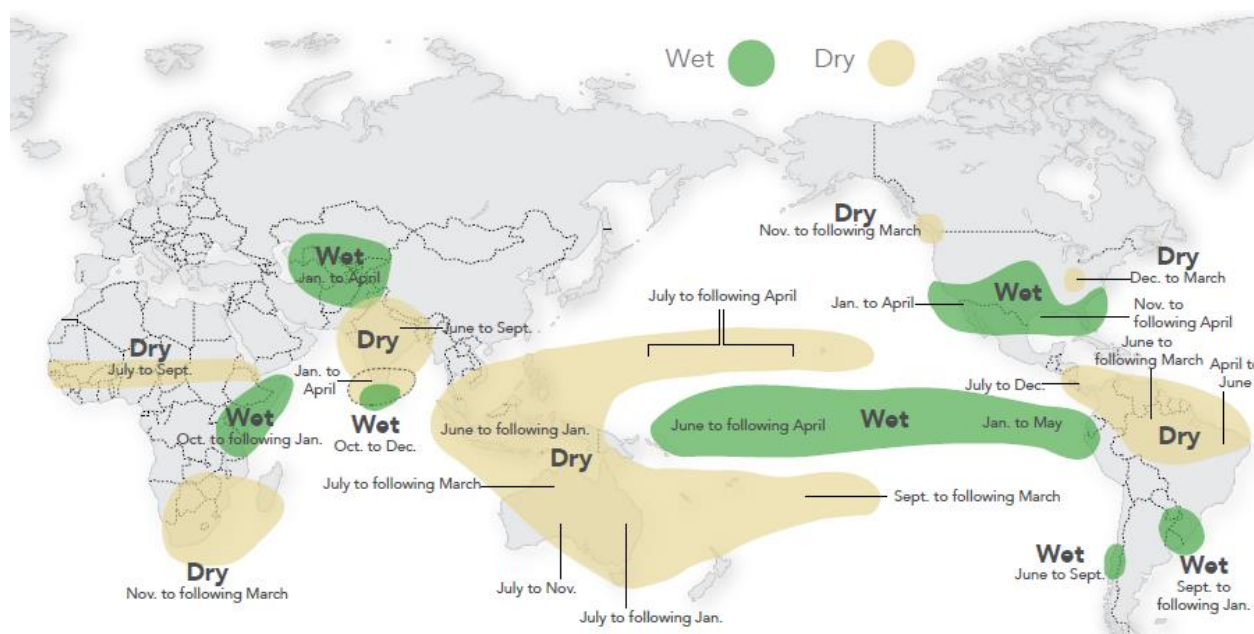 Wet
Dry
Dry
Nov. to following March
Dry
Dec. to March
Wet
Jan. to April
July to following April
Jan. to April
Wet
Nov. to
following April
June to Sept.
Dry
Dry
July to Sept.
Jan. to
April
July to Dec.
June to
following March
April to
June
Wet
Oct. to following Jan.
Wet
Oct. to Dec.
June to following Jan.
Dry
June to following April
Wet
Jan. to May
Dry
July to following March
Sept. to following March
Dry
Nov. to following March
July to Nov.
July to following Jan.
Wet
June to Sept.
Wet
Sept. to
following Jan.